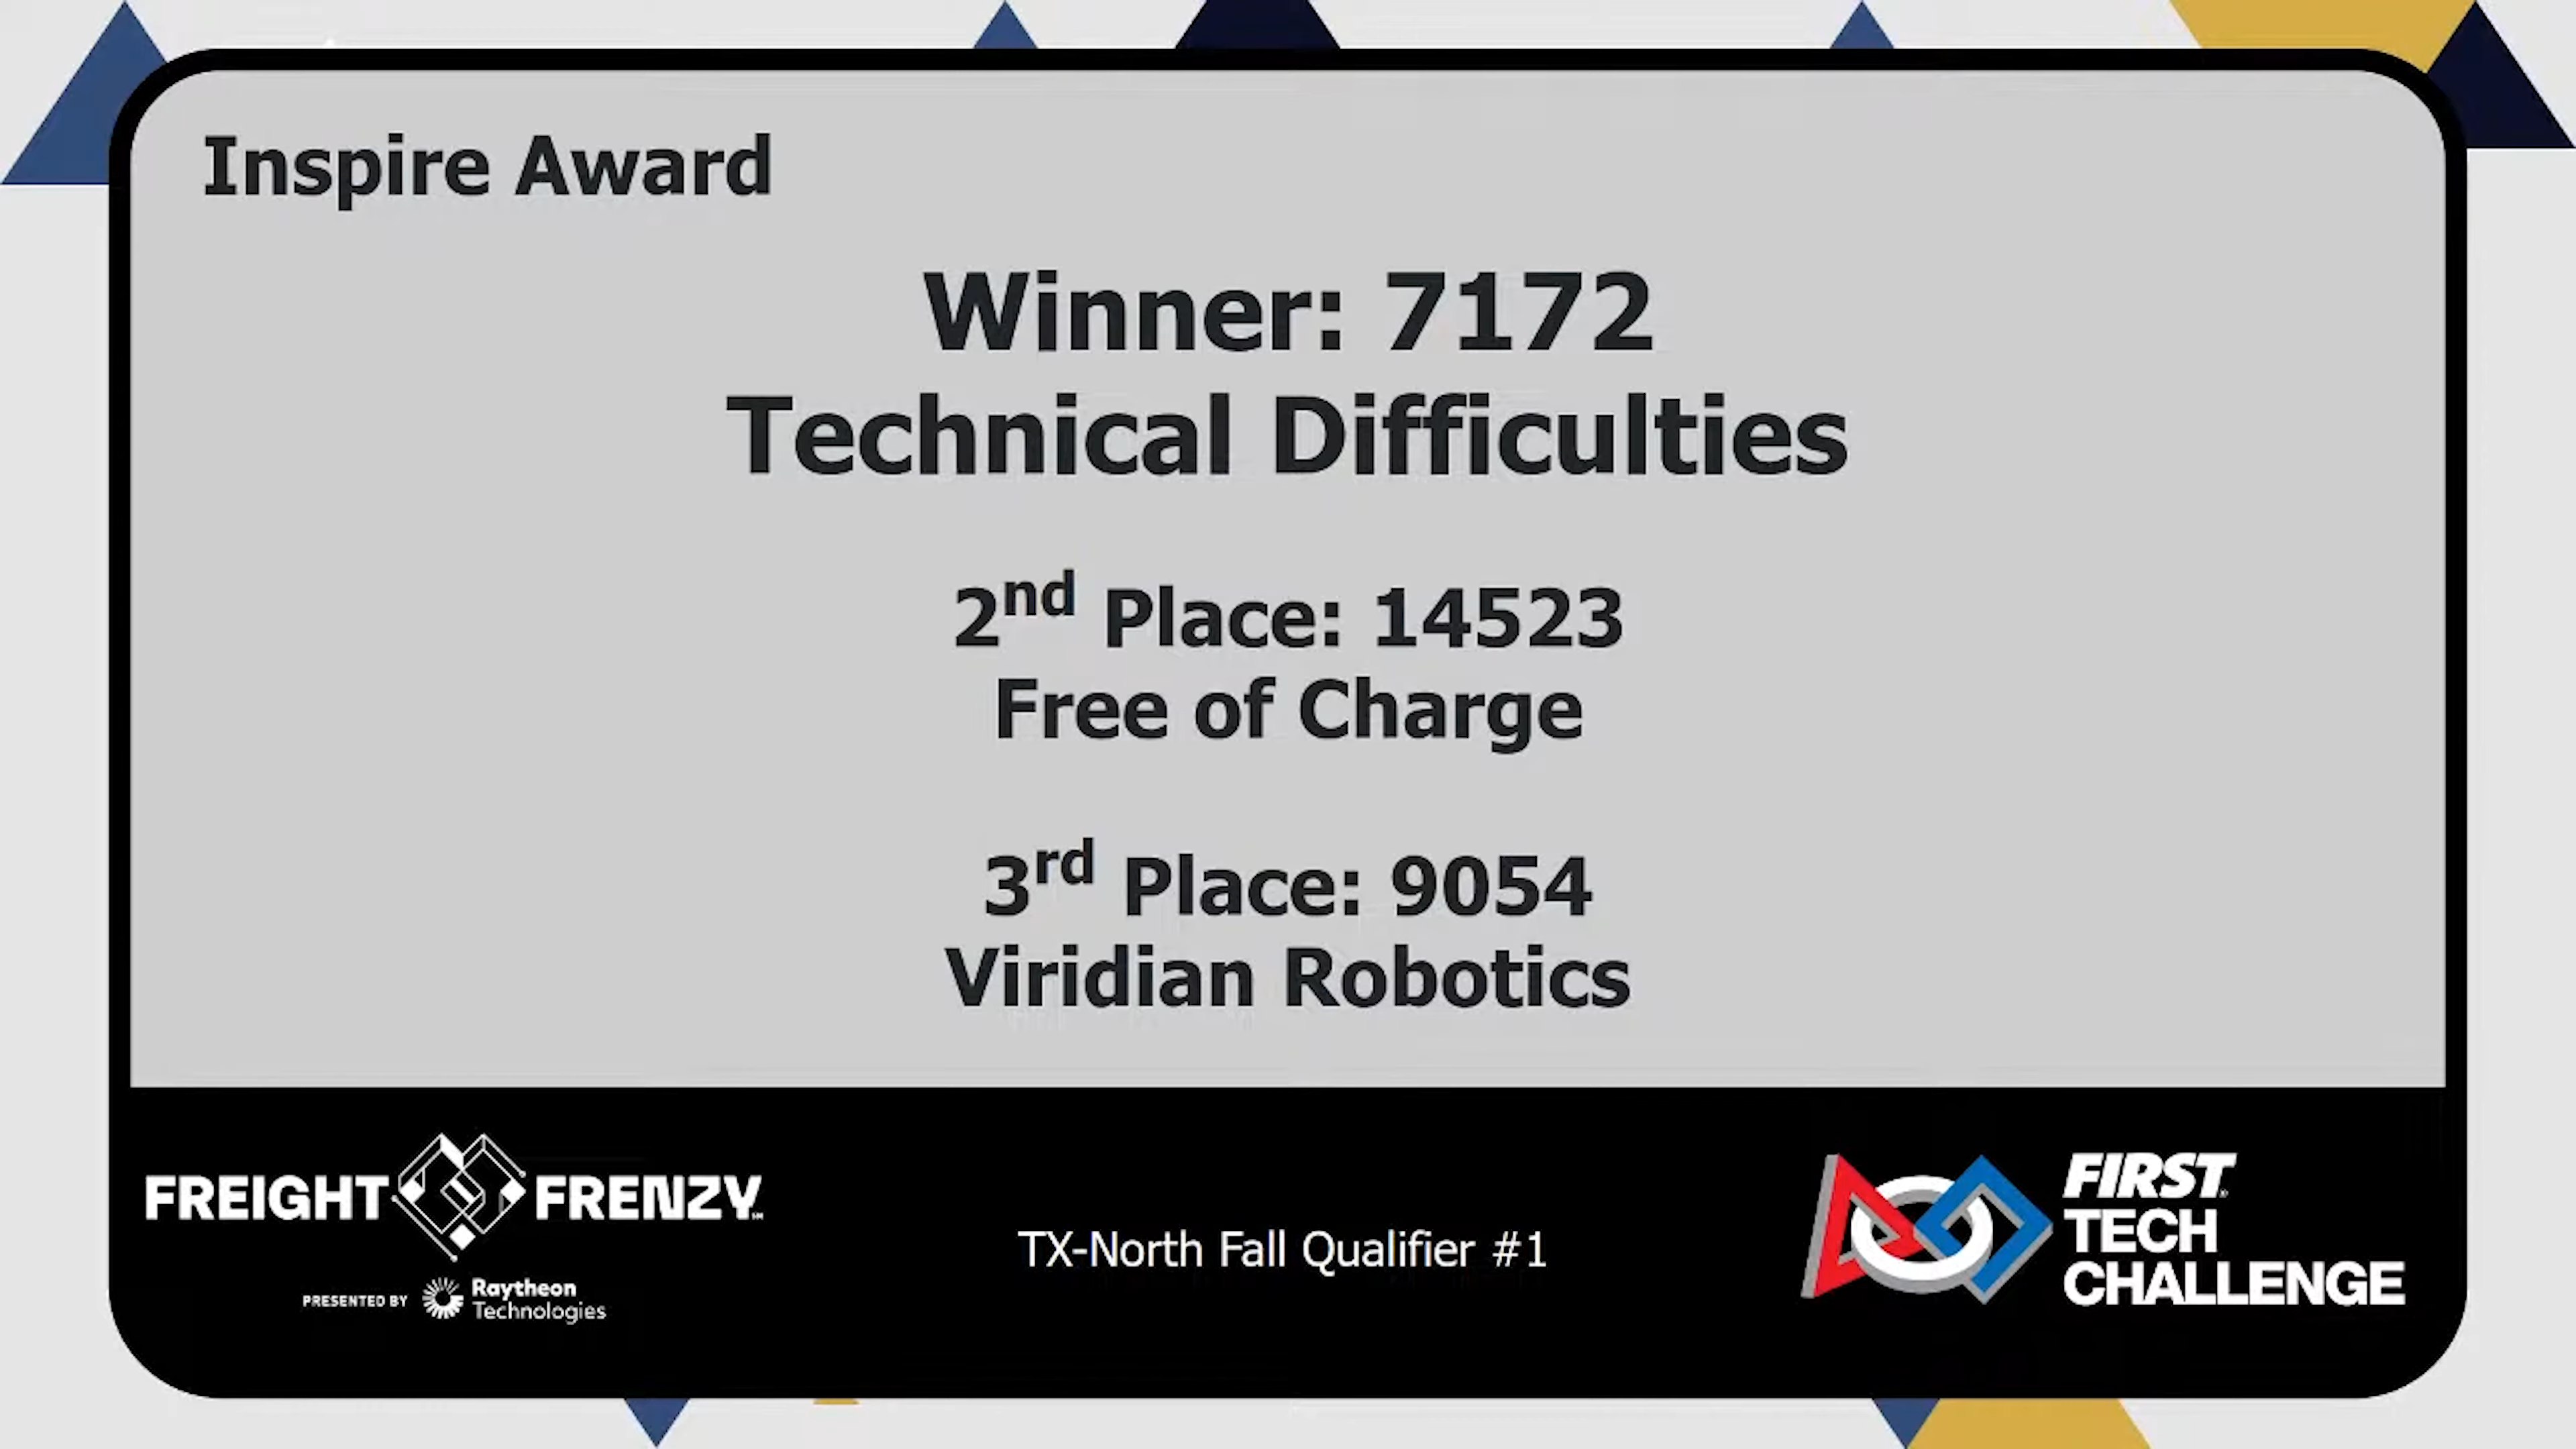 Inspire Award
Winner: 7172
Technical Difficulties
2nd Place: 14523
Free of Charge
3rd Place: 9054
Viridian Robotics
FREIGHT FRENZY℠
PRESENTED BY Raytheon
Technologies
TX-North Fall Qualifier #1
FIRST®
TECH
CHALLENGE